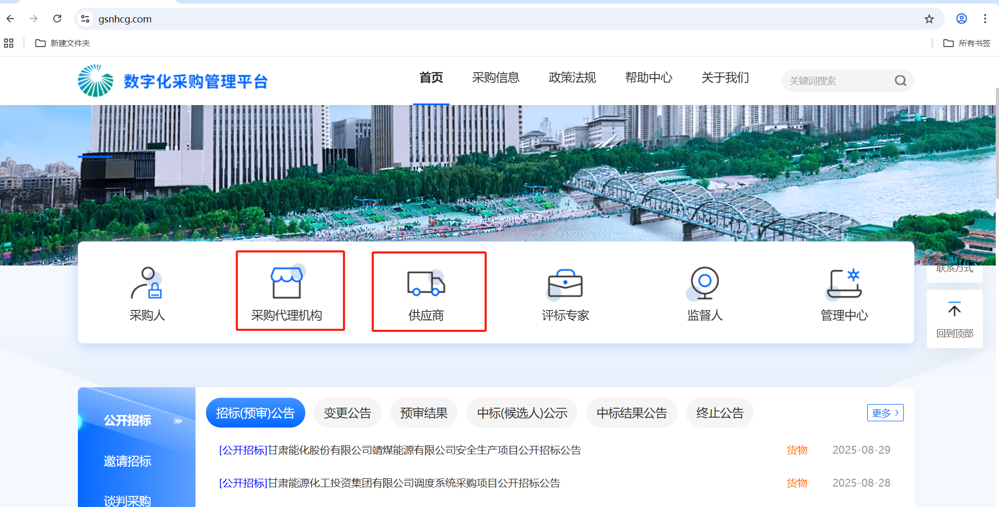 gsnhcg.com
新建文件夹
所有书签
数字化采购管理平台
首页
采购信息
政策法规
帮助中心
关于我们
关键词搜索
联系方式
采购人
采购代理机构
供应商
评标专家
监督人
管理中心
回到顶部
公开招标
邀请招标
谈判采购
招标(预审)公告
变更公告
预审结果
中标(候选人)公示
中标结果公告
终止公告
更多
[公开招标]甘肃能化股份有限公司靖煤能源有限公司安全生产项目公开招标公告 货物 2025-08-29
[公开招标]甘肃能源化工投资集团有限公司调度系统采购项目公开招标公告 货物 2025-08-28